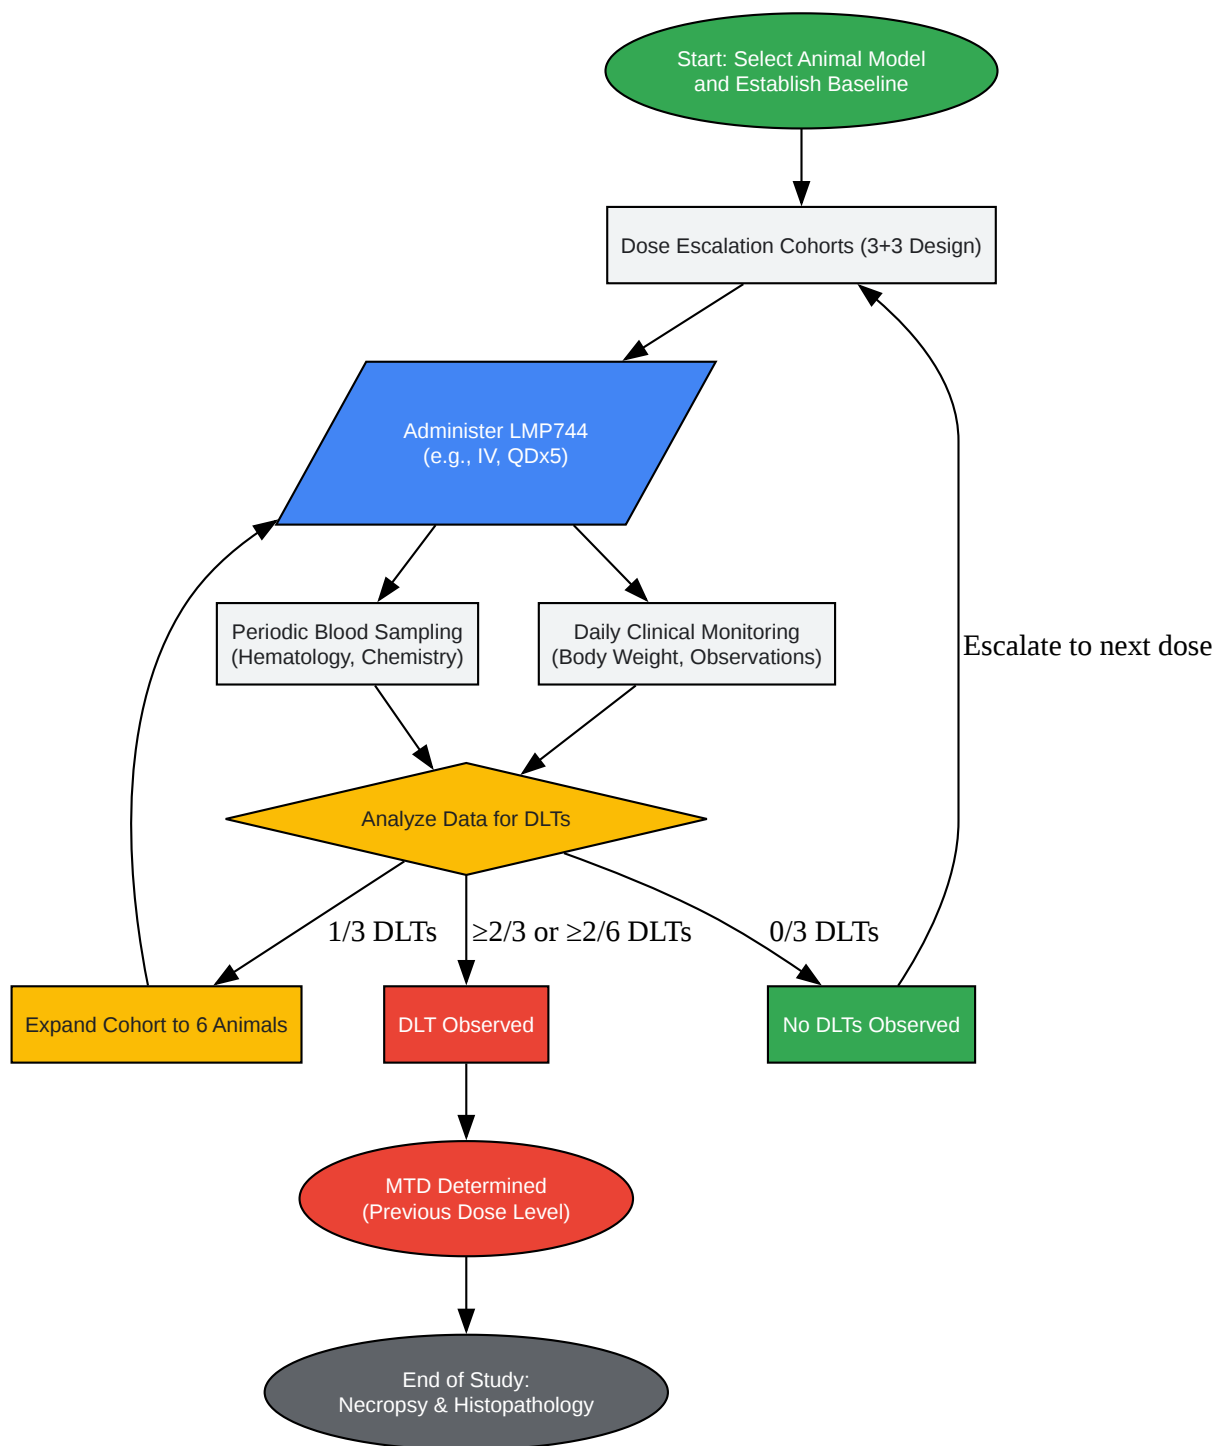 Start: Select Animal Model
and Establish Baseline
Dose Escalation Cohorts (3+3 Design)
Administer LMP744
(e.g., IV, QDx5)
Periodic Blood Sampling
(Hematology, Chemistry)
Daily Clinical Monitoring
(Body Weight, Observations)
Escalate to next dose
Analyze Data for DLTs
1/3 DLTs
≥2/3 or ≥2/6 DLTs
0/3 DLTs
Expand Cohort to 6 Animals
DLT Observed
No DLTs Observed
MTD Determined
(Previous Dose Level)
End of Study:
Necropsy & Histopathology